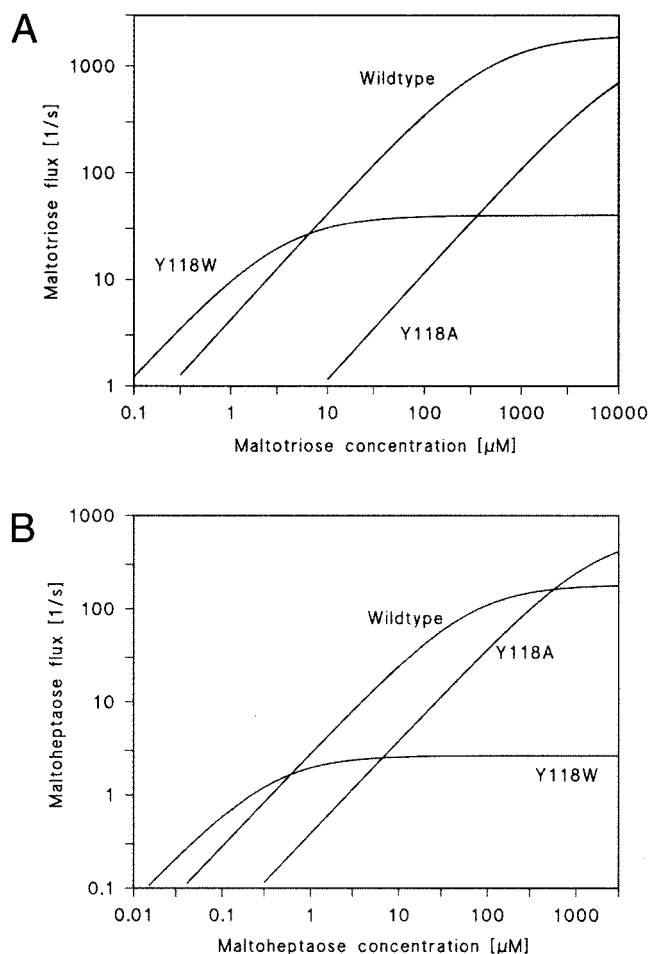 A
Maltotriose flux [1/s]
1000
100
10
1
Wildtype
Y118W
Y118A
0.1 1 10 100 1000 10000
Maltotriose concentration [µM]
B
Maltoheptaose flux [1/s]
1000
100
10
1
0.1
Wildtype
Y118A
Y118W
0.01 0.1 1 10 100 1000
Maltoheptaose concentration [µM]